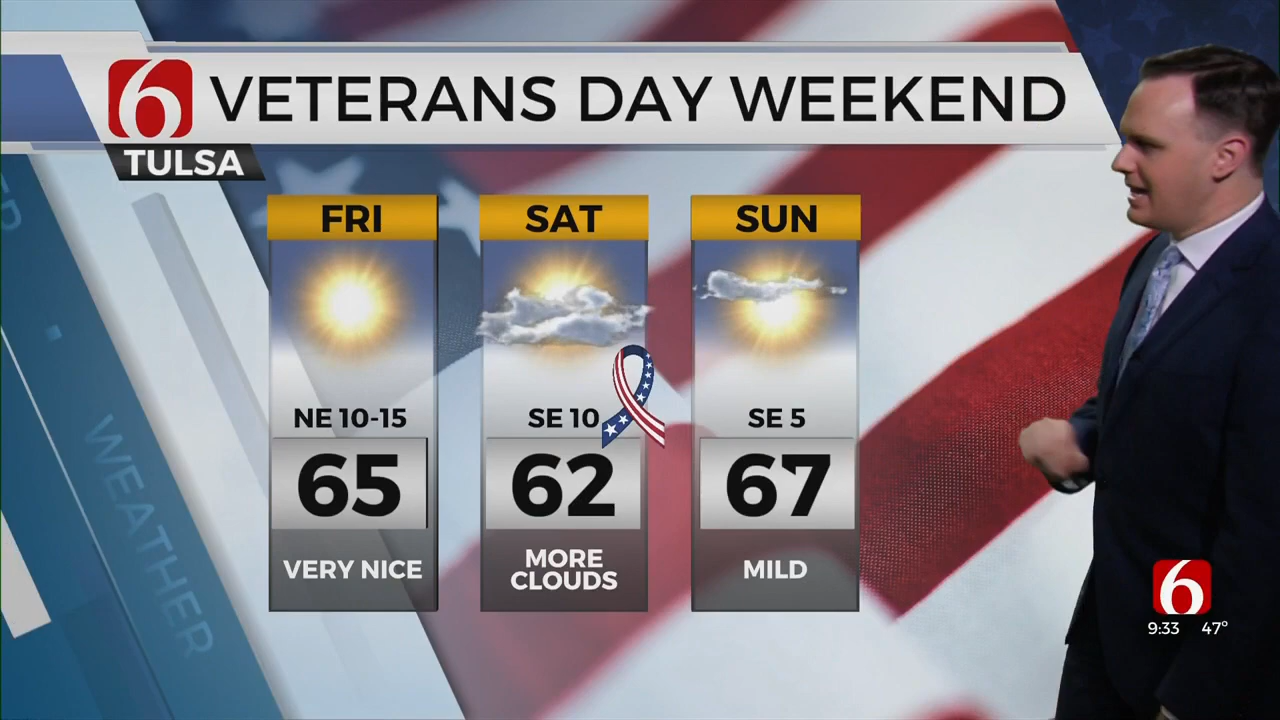 6 VETERANS DAY WEEKEND
TULSA
FRI
NE 10-15
65
VERY NICE
SAT
SE 10
62
MORE
CLOUDS
SUN
SE 5
67
MILD
WEATHER
6
9:33 47°